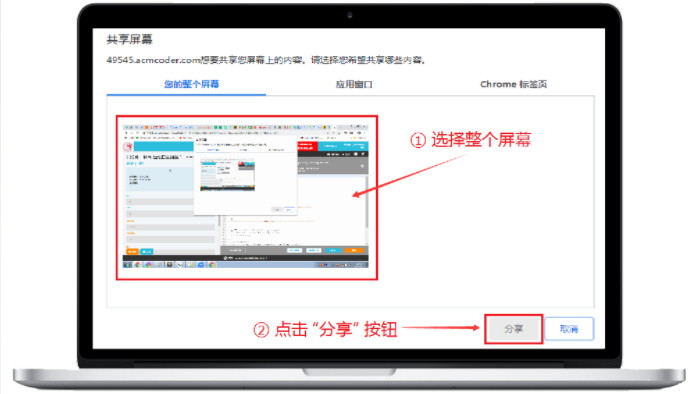 共享屏幕
49545.acmcoder.com想要共享您屏幕上的内容。请选择您希望共享哪些内容。
您的整个屏幕
应用窗口
Chrome 标签页
① 选择整个屏幕
② 点击 “分享” 按钮
分享
取消